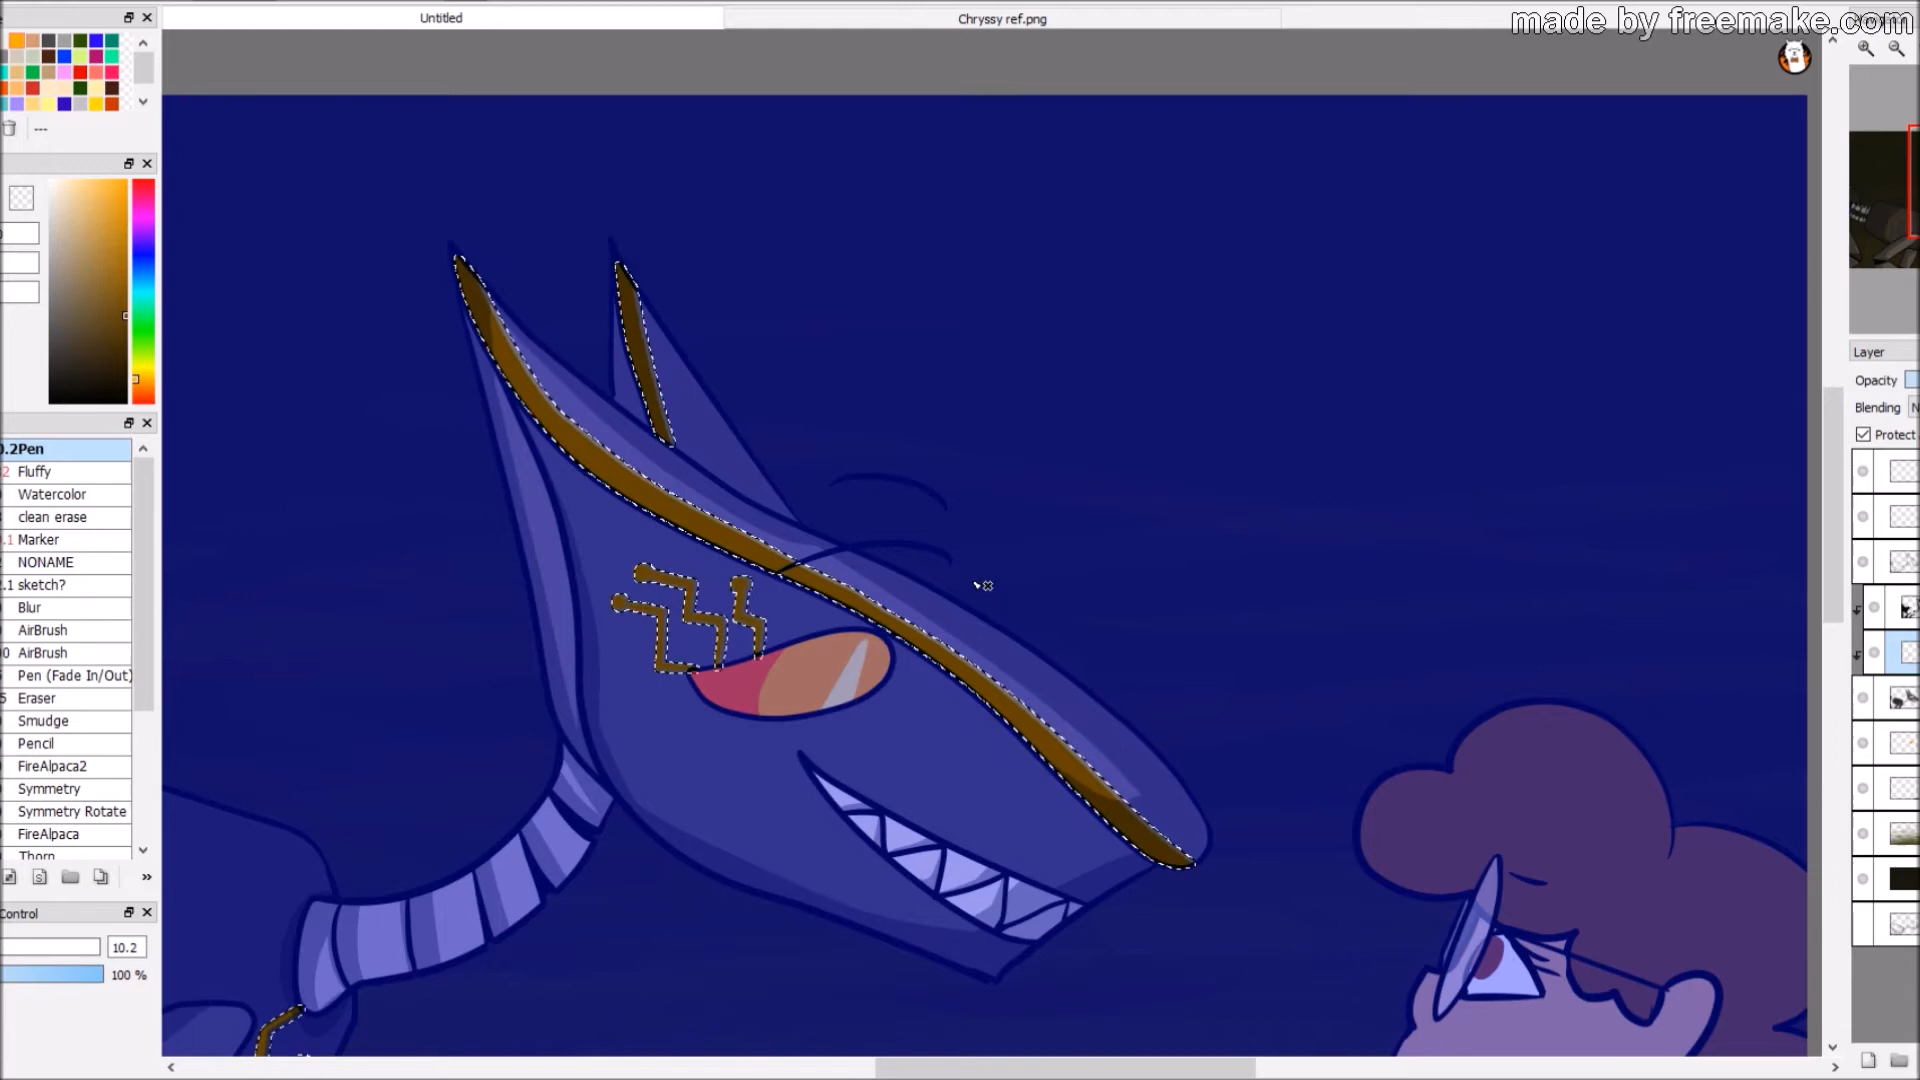 Untitled
Chryssy ref.png
made by freemake.com
---
0.2Pen
2 Fluffy
Watercolor
clean erase
.1 Marker
NONAME
2.1 sketch?
Blur
AirBrush
00 AirBrush
Pen (Fade In/Out)
5 Eraser
Smudge
Pencil
FireAlpaca2
Symmetry
Symmetry Rotate
FireAlpaca
Thorn
»
Control
10.2
100 %
Layer
Opacity
Blending N
Protect